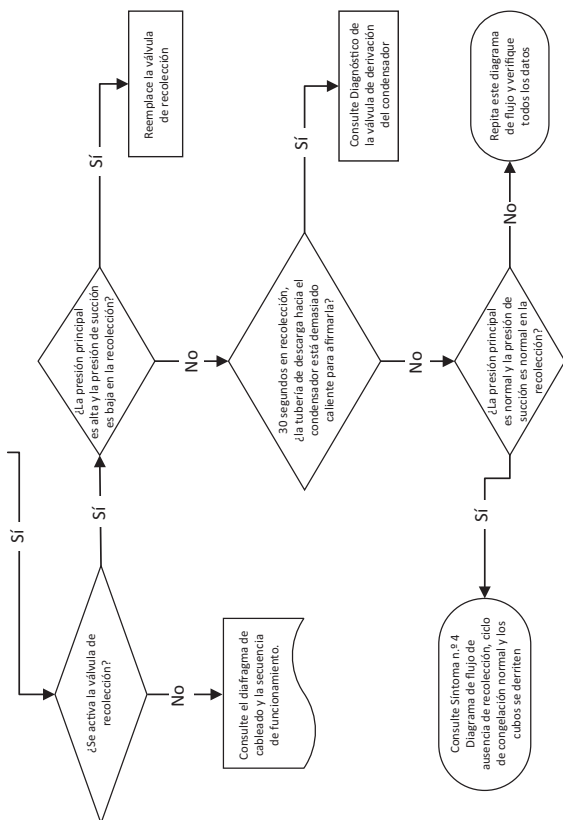 Sí
¿Se activa la válvula de
recolección?
No
Consulte el diafragma de
cableado y la secuencia
de funcionamiento.
Sí
¿La presión principal
es alta y la presión de succión
es baja en la recolección?
Sí
Reemplace la válvula
de recolección
No
30 segundos en recolección,
¿la tubería de descarga hacia el
condensador está demasiado
caliente para afirmarla?
Sí
Consulte Diagnóstico de
la válvula de derivación
del condensador
No
¿La presión principal
es normal y la presión de
succión es normal en la
recolección?
Sí
Consulte Síntoma n.º 4
Diagrama de flujo de
ausencia de recolección, ciclo
de congelación normal y los
cubos se derriten
No
Repita este diagrama
de flujo y verifique
todos los datos